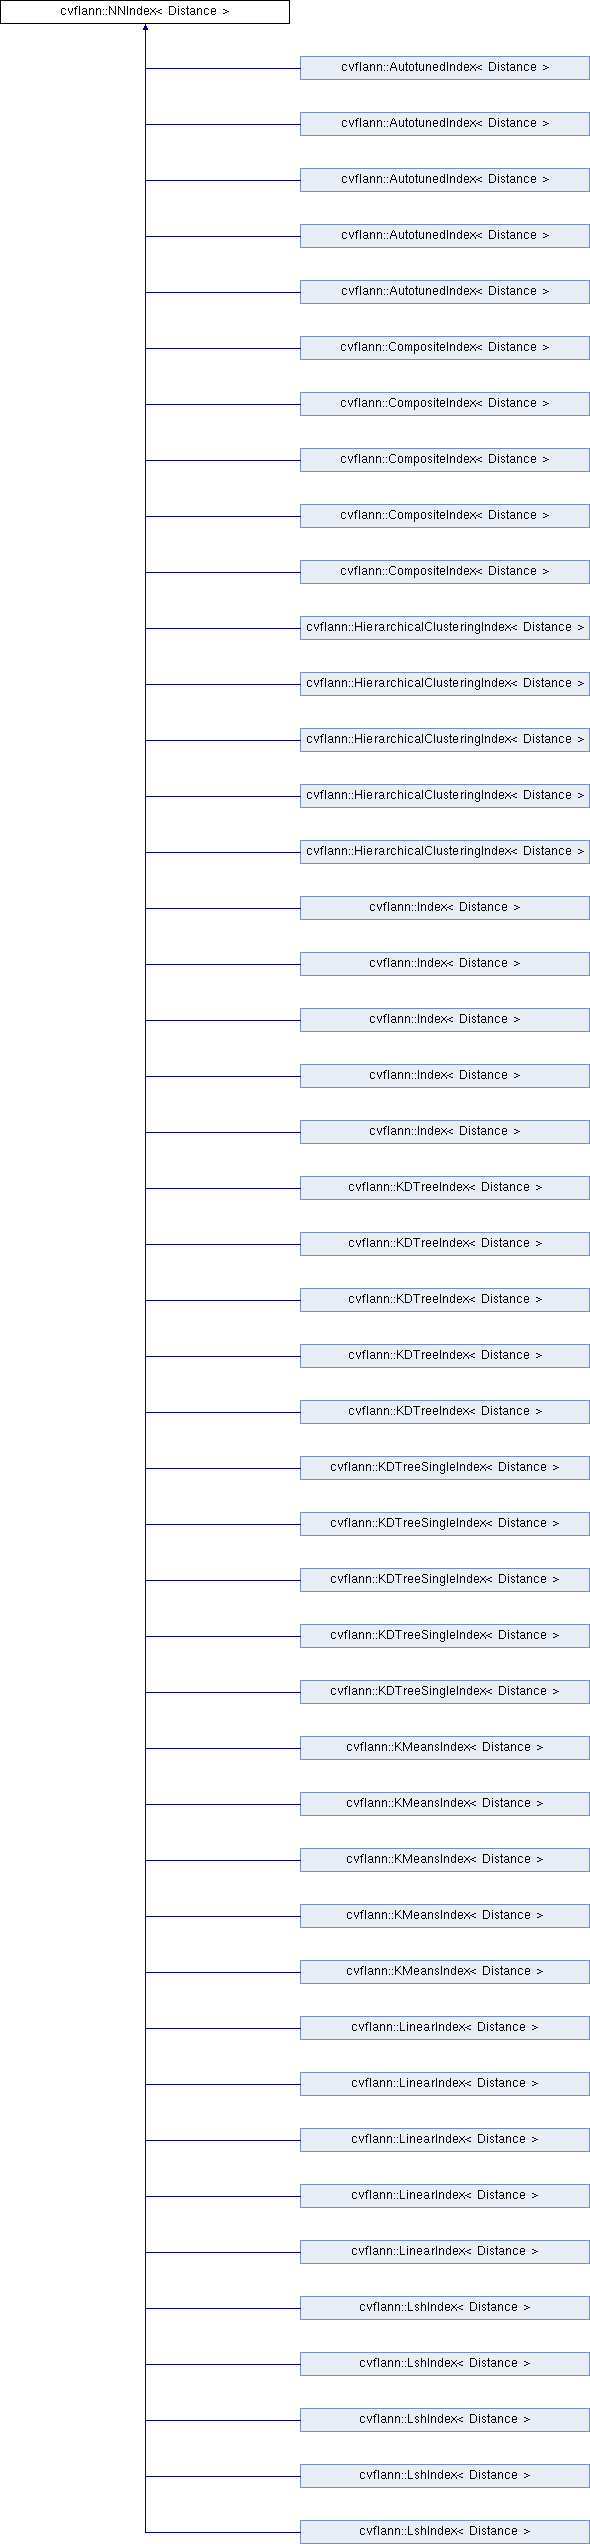 cvflann::NNIndex< Distance >
cvflann::AutotunedIndex< Distance >
cvflann::AutotunedIndex< Distance >
cvflann::AutotunedIndex< Distance >
cvflann::AutotunedIndex< Distance >
cvflann::AutotunedIndex< Distance >
cvflann::CompositeIndex< Distance >
cvflann::CompositeIndex< Distance >
cvflann::CompositeIndex< Distance >
cvflann::CompositeIndex< Distance >
cvflann::CompositeIndex< Distance >
cvflann::HierarchicalClusteringIndex< Distance >
cvflann::HierarchicalClusteringIndex< Distance >
cvflann::HierarchicalClusteringIndex< Distance >
cvflann::HierarchicalClusteringIndex< Distance >
cvflann::HierarchicalClusteringIndex< Distance >
cvflann::Index< Distance >
cvflann::Index< Distance >
cvflann::Index< Distance >
cvflann::Index< Distance >
cvflann::Index< Distance >
cvflann::KDTreeIndex< Distance >
cvflann::KDTreeIndex< Distance >
cvflann::KDTreeIndex< Distance >
cvflann::KDTreeIndex< Distance >
cvflann::KDTreeIndex< Distance >
cvflann::KDTreeSingleIndex< Distance >
cvflann::KDTreeSingleIndex< Distance >
cvflann::KDTreeSingleIndex< Distance >
cvflann::KDTreeSingleIndex< Distance >
cvflann::KDTreeSingleIndex< Distance >
cvflann::KMeansIndex< Distance >
cvflann::KMeansIndex< Distance >
cvflann::KMeansIndex< Distance >
cvflann::KMeansIndex< Distance >
cvflann::KMeansIndex< Distance >
cvflann::LinearIndex< Distance >
cvflann::LinearIndex< Distance >
cvflann::LinearIndex< Distance >
cvflann::LinearIndex< Distance >
cvflann::LinearIndex< Distance >
cvflann::LshIndex< Distance >
cvflann::LshIndex< Distance >
cvflann::LshIndex< Distance >
cvflann::LshIndex< Distance >
cvflann::LshIndex< Distance >